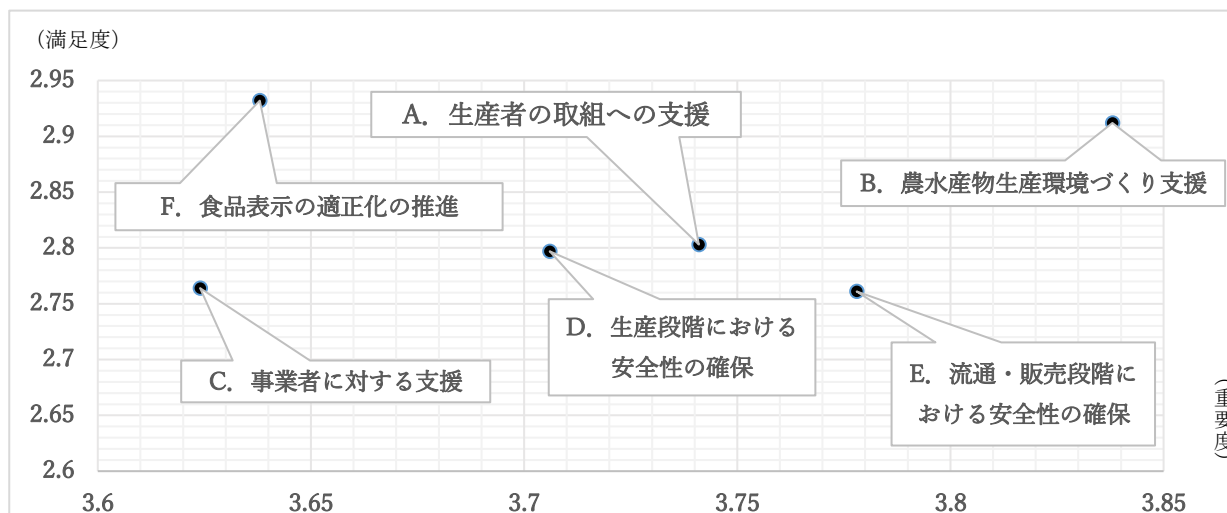 （満足度）
2.95
2.9
2.85
2.8
2.75
2.7
2.65
2.6
A. 生産者の取組への支援
B. 農水産物生産環境づくり支援
F. 食品表示の適正化の推進
D. 生産段階における
安全性の確保
C. 事業者に対する支援
E. 流通・販売段階に
おける安全性の確保
（重要度）
3.6 3.65 3.7 3.75 3.8 3.85